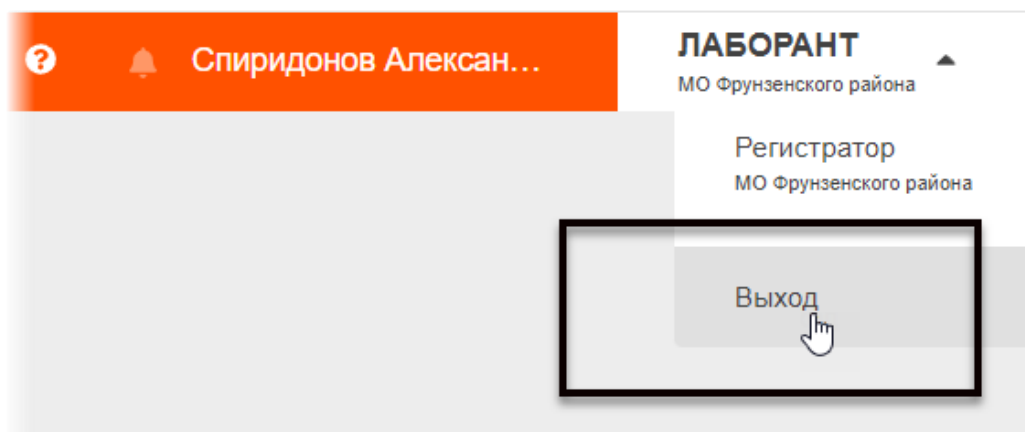 Спиридонов Алексан...
ЛАБОРАНТ
МО Фрунзенского района
Регистратор
МО Фрунзенского района
Выход